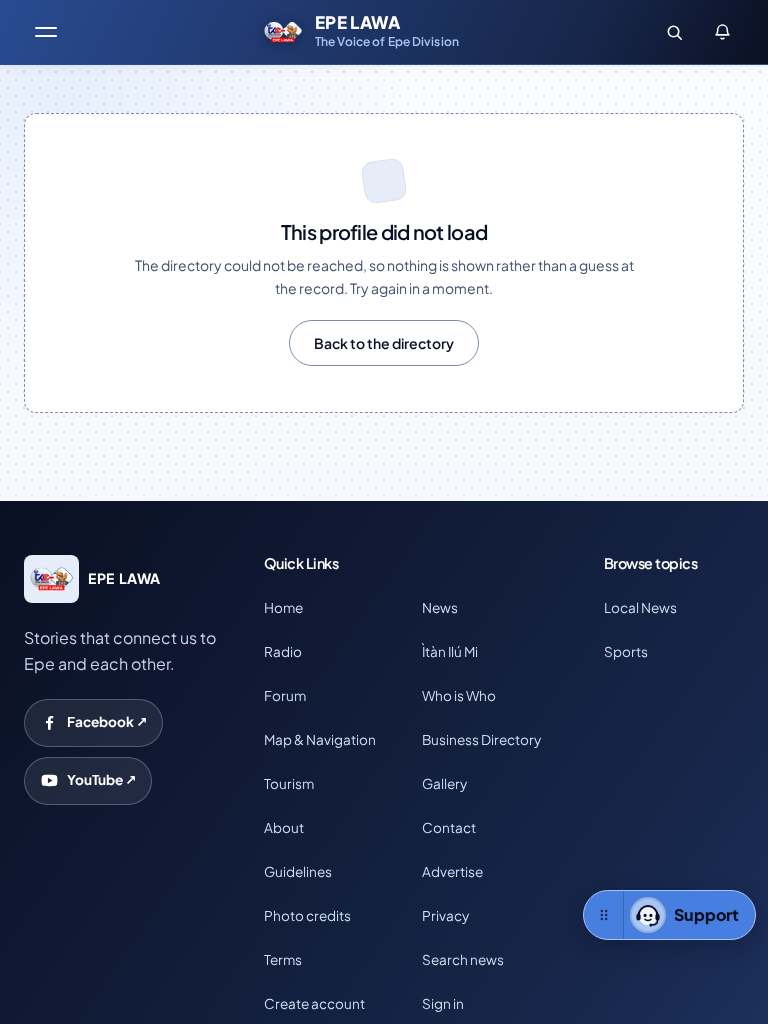 EPE LAWA
The Voice of Epe Division
This profile did not load
The directory could not be reached, so nothing is shown rather than a guess at
the record. Try again in a moment.
Back to the directory
EPE LAWA
EPE LAWA
Stories that connect us to
Epe and each other.
Facebook ↗
YouTube ↗
Quick Links
Home
News
Radio
Ìtàn Ilú Mi
Forum
Who is Who
Map & Navigation
Business Directory
Tourism
Gallery
About
Contact
Guidelines
Advertise
Photo credits
Privacy
Terms
Search news
Create account
Sign in
Browse topics
Local News
Sports
Support